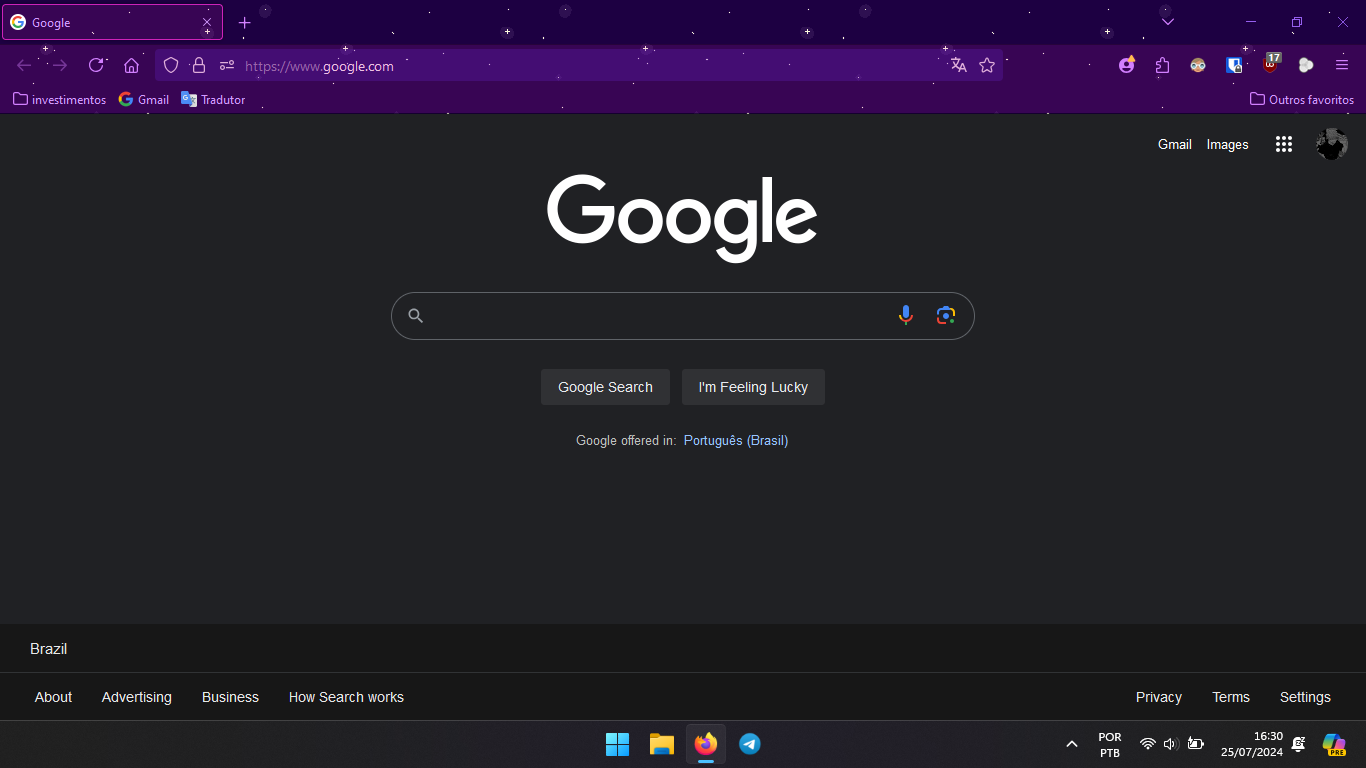 Google
https://www.google.com
17
investimentos
Gmail
Tradutor
Outros favoritos
Gmail
Images
Google
Google Search
I'm Feeling Lucky
Google offered in: Português (Brasil)
Brazil
About
Advertising
Business
How Search works
Privacy
Terms
Settings
POR
PTB
16:30
25/07/2024
PRE